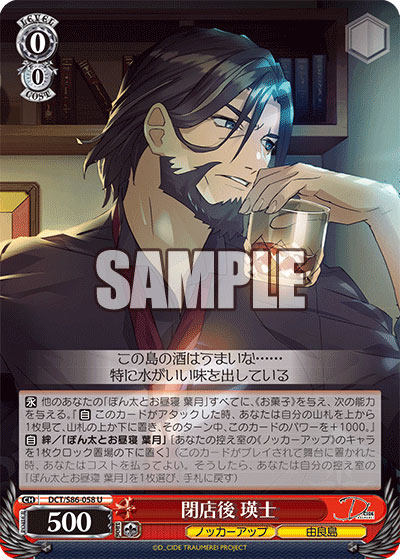 LEVEL
0
0
COST
SAMPLE
この島の酒はうまいな……
特に水がいい味を出している
永 他のあなたの「ぽん太とお昼寝 葉月」すべてに、《お菓子》を与え、次の能力
を与える。『自 このカードがアタックした時、あなたは自分の山札を上から
1枚見て、山札の上か下に置き、そのターン中、このカードのパワーを+1000。』
自 絆／「ぽん太とお昼寝 葉月」 [あなたの控え室の《ノッカーアップ》のキャラ
を1枚クロック置場の下に置く] （このカードがプレイされて舞台に置かれた
時、あなたはコストを払ってよい。そうしたら、あなたは自分の控え室の
「ぽん太とお昼寝 葉月」を1枚選び、手札に戻す）
CH DCT/S86-058 U
500
閉店後 瑛士
ノッカーアップ
由良島
©D_CIDE TRAUMEREI PROJECT